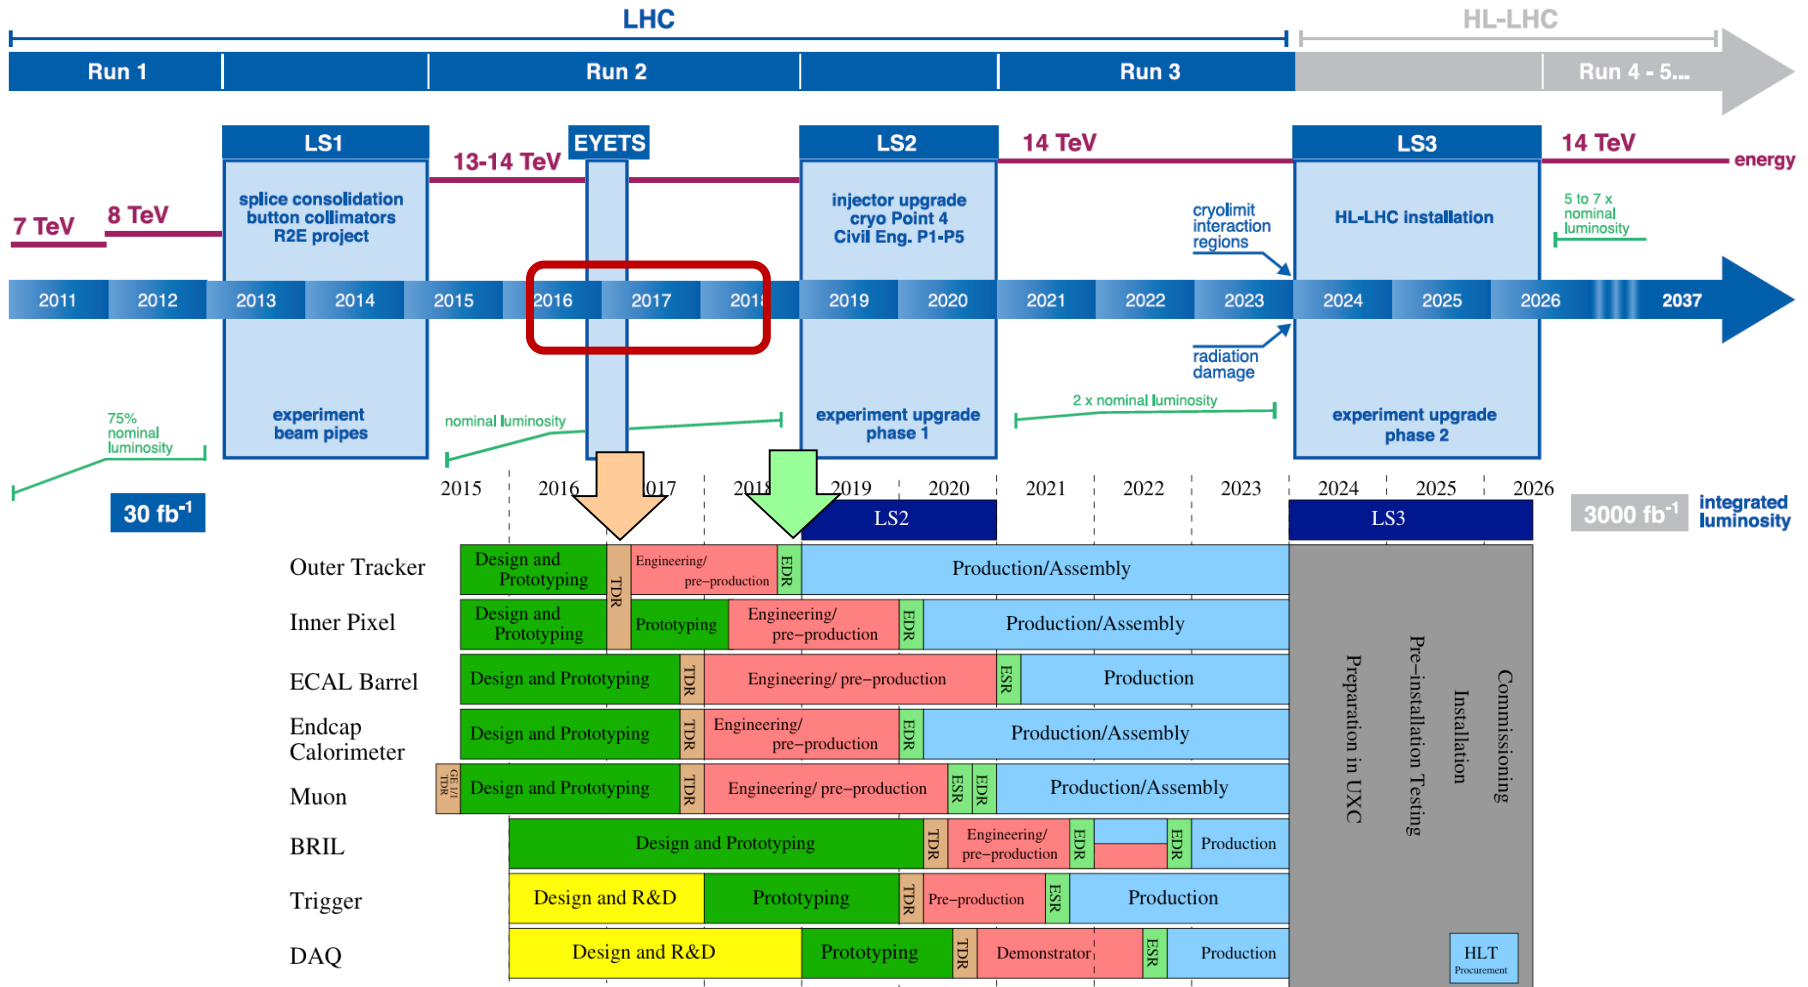 LHC
HL-LHC
Run 1
Run 2
Run 3
Run 4 - 5...
LS1
EYETS
LS2
LS3
13-14 TeV
14 TeV
14 TeV
energy
7 TeV
8 TeV
splice consolidation
button collimators
R2E project
injector upgrade
cryo Point 4
Civil Eng. P1-P5
cryolimit
interaction
regions
HL-LHC installation
5 to 7 x
nominal
luminosity
2011
2012
2013
2014
2015
2016
2017
2018
2019
2020
2021
2022
2023
2024
2025
2026
2037
radiation
damage
75%
nominal
luminosity
experiment
beam pipes
nominal luminosity
experiment upgrade
phase 1
2 x nominal luminosity
experiment upgrade
phase 2
30 fb-1
3000 fb-1
integrated
luminosity
2015
2016
2017
2018
2019
2020
2021
2022
2023
2024
2025
2026
LS2
LS3
Outer Tracker
Design and
Prototyping
TDR
Engineering/
pre-production
EDR
Production/Assembly
Inner Pixel
Design and
Prototyping
Prototyping
Engineering/
pre-production
EDR
Production/Assembly
ECAL Barrel
Design and Prototyping
TDR
Engineering/ pre-production
ESR
Production
Endcap
Calorimeter
Design and Prototyping
TDR
Engineering/
pre-production
EDR
Production/Assembly
Muon
GE 1/1
TDR
Design and Prototyping
TDR
Engineering/ pre-production
ESR
EDR
Production/Assembly
BRIL
Design and Prototyping
TDR
Engineering/
pre-production
EDR
EDR
Production
Trigger
Design and R&D
Prototyping
TDR
Pre-production
ESR
Production
DAQ
Design and R&D
Prototyping
TDR
Demonstrator
ESR
Production
Preparation in UXC
Pre-installation Testing
Installation
Commissioning
HLT
Procurement